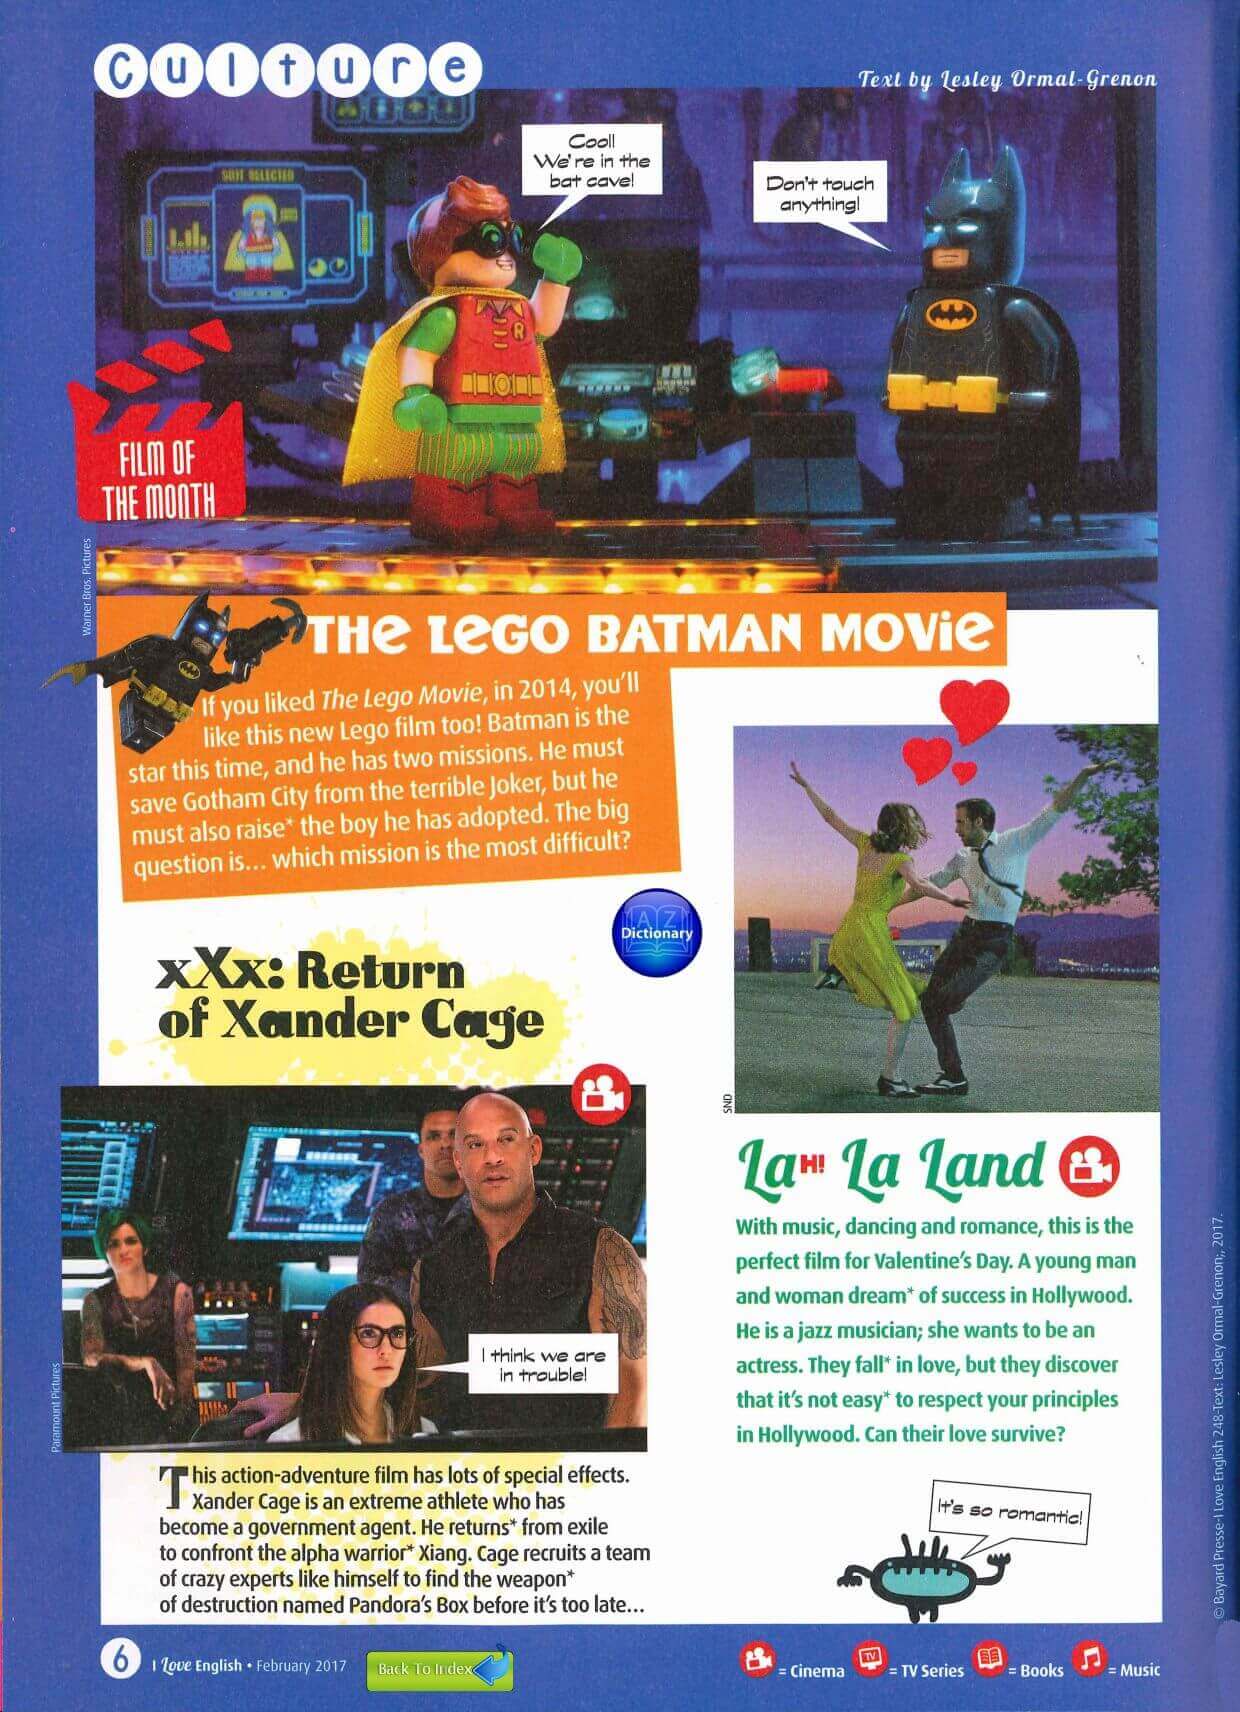 Culture
Text by Lesley Ormal-Grenon
SUIT SELECTED
Cool!
We're in the
bat cave!
Don't touch
anything!
R
FILM OF
THE MONTH
Warner Bros. Pictures
THE LEGO BATMAN MOVIE
If you liked The Lego Movie, in 2014, you'll
like this new Lego film too! Batman is the
star this time, and he has two missions. He must
save Gotham City from the terrible Joker, but he
must also raise* the boy he has adopted. The big
question is... which mission is the most difficult?
A Z
Dictionary
xXx: Return
of Xander Cage
I think we are
in trouble!
Paramount Pictures
This action-adventure film has lots of special effects.
Xander Cage is an extreme athlete who has
become a government agent. He returns* from exile
to confront the alpha warrior* Xiang. Cage recruits a team
of crazy experts like himself to find the weapon*
of destruction named Pandora's Box before it's too late...
SND
LaH! La Land
With music, dancing and romance, this is the
perfect film for Valentine's Day. A young man
and woman dream* of success in Hollywood.
He is a jazz musician; she wants to be an
actress. They fall* in love, but they discover
that it's not easy* to respect your principles
in Hollywood. Can their love survive?
It's so romantic!
© Bayard Presse-I Love English 248-Text: Lesley Ormal-Grenon;, 2017.
6 I Love English • February 2017
Back To Index
= Cinema TV = TV Series = Books = Music